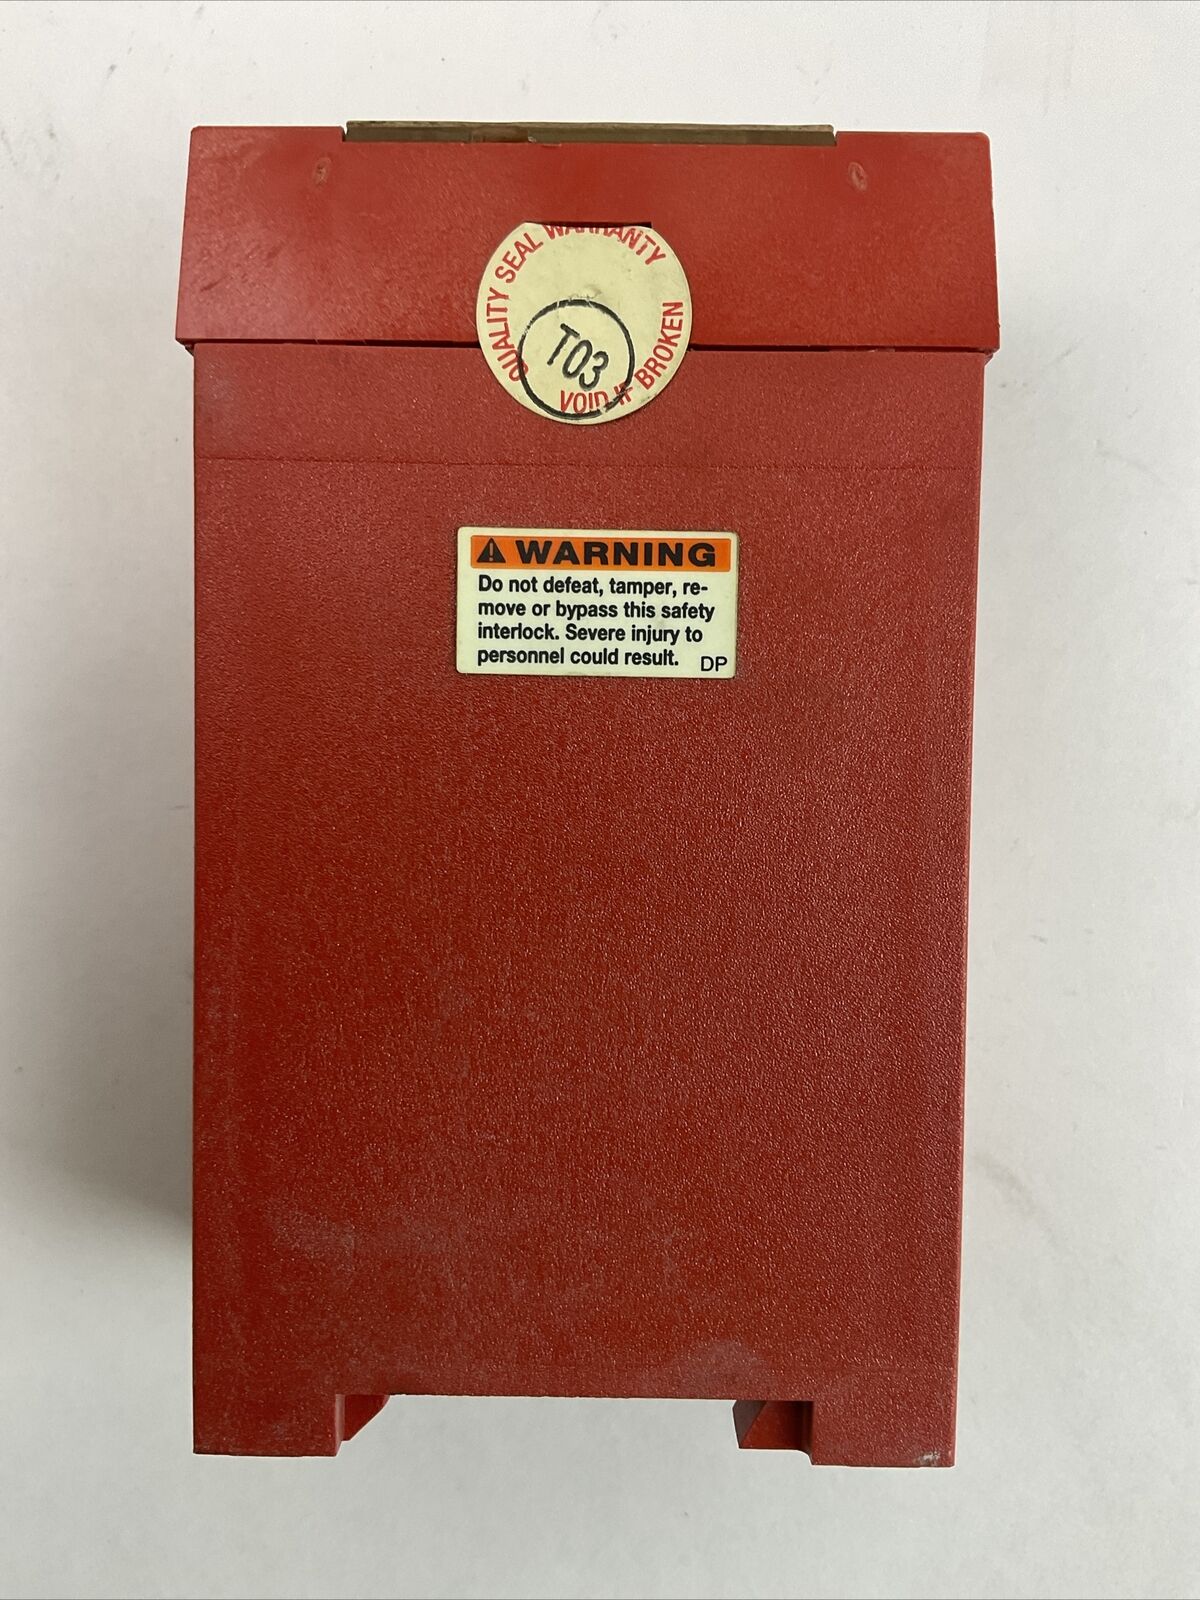 QUALITY SEAL WARRANTY
VOID IF BROKEN
T03
WARNING
Do not defeat, tamper, re-
move or bypass this safety
interlock. Severe injury to
personnel could result. DP